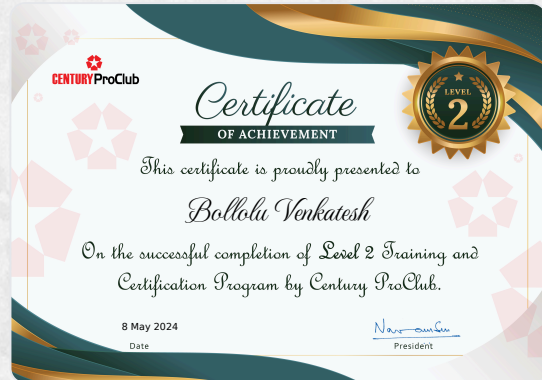 CENTURY ProClub
LEVEL
2
Certificate
OF ACHIEVEMENT
This certificate is proudly presented to
Bollolu Venkatesh
On the successful completion of Level 2 Training and
Certification Program by Century ProClub.
8 May 2024
Date
President